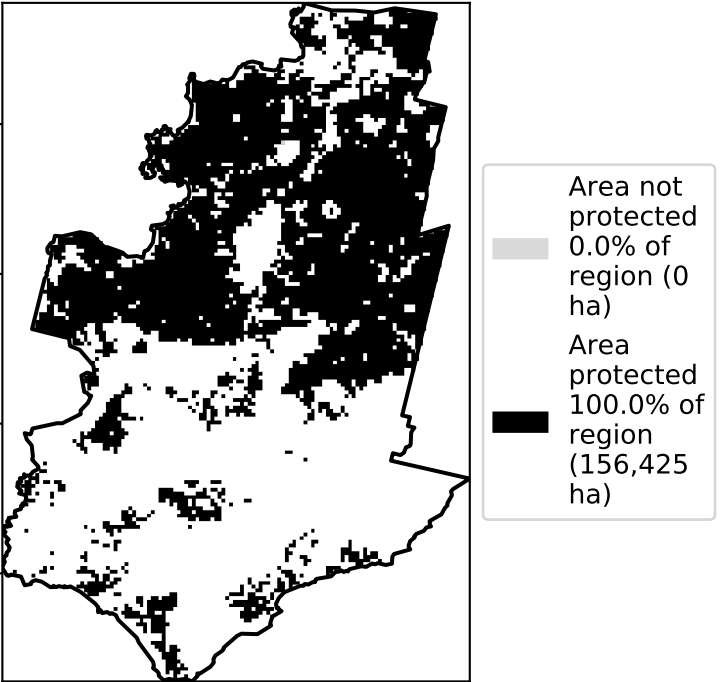 Area not
protected
0.0% of
region (0
ha)
Area
protected
100.0% of
region
(156,425
ha)